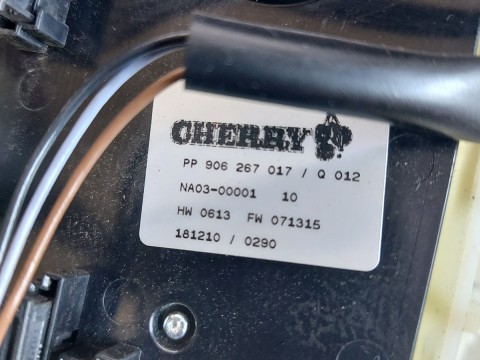 CHERRY
PP 906 267 017 / Q 012
NA03-00001 10
HW 0613 FW 071315
181210 / 0290